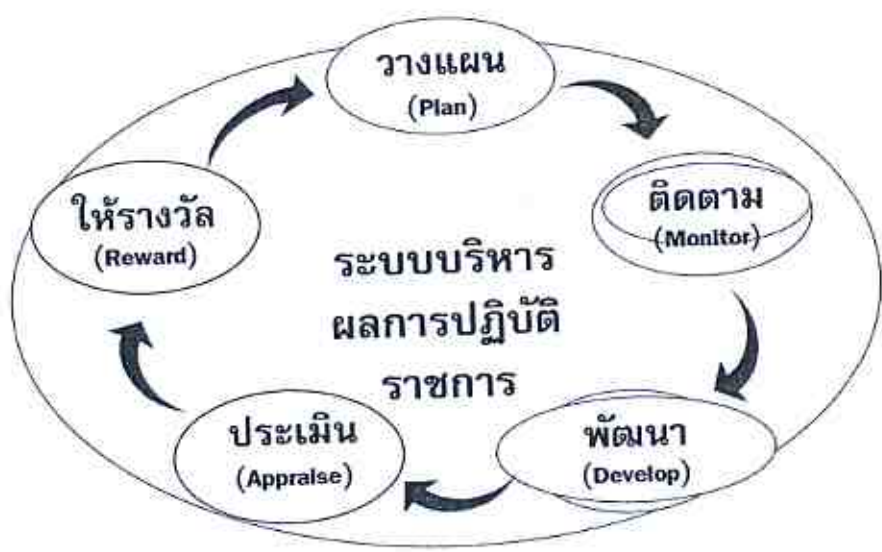 วางแผน
(Plan)
ติดตาม
(Monitor)
พัฒนา
(Develop)
ประเมิน
(Appraise)
ให้รางวัล
(Reward)
ระบบบริหาร
ผลการปฏิบัติ
ราชการ